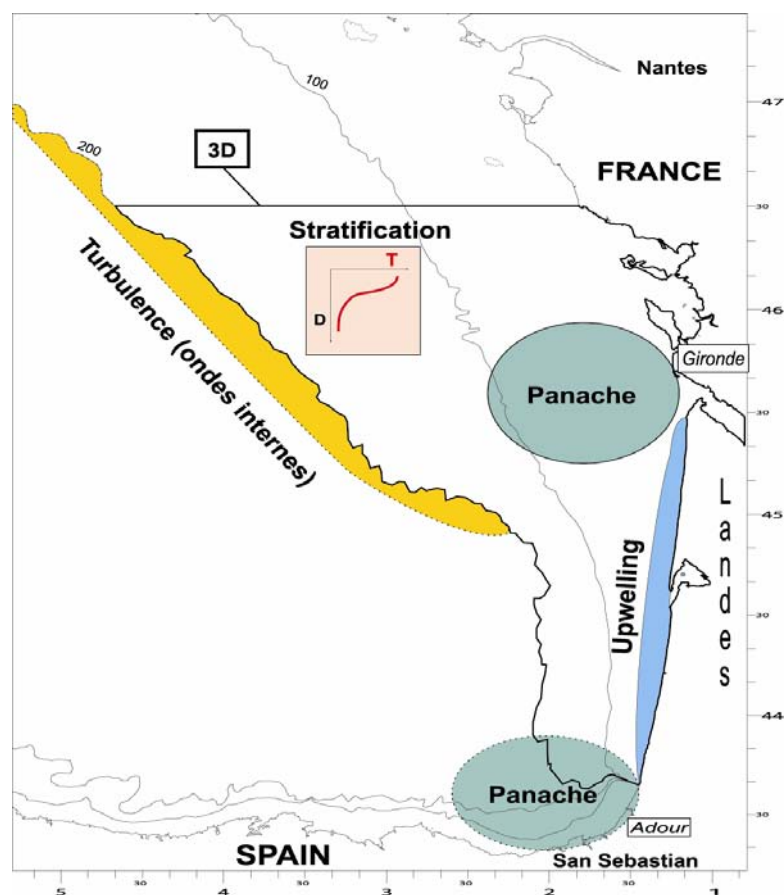 100
Nantes
47
200
3D
FRANCE
30
Stratification
T
D
Turbulence (ondes internes)
46
Gironde
Panache
30
Landes
45
Upwelling
30
44
Panache
30
Adour
SPAIN
San Sebastian
5
30
4
30
3
30
2
30
1